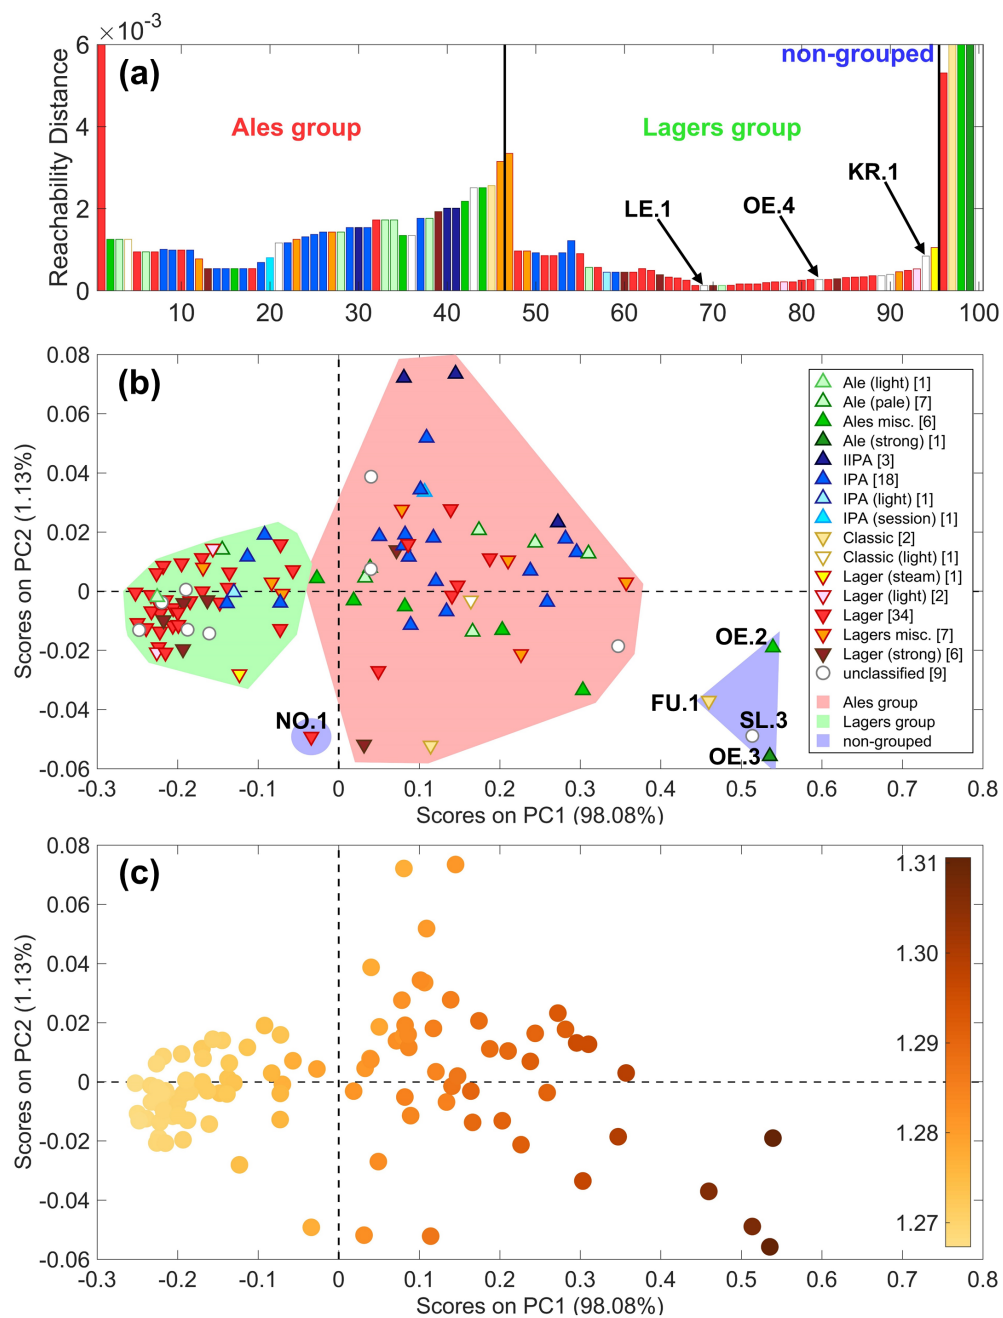 ×10⁻³
6
4
2
0
Reachability Distance
(a)
non-grouped
Ales group
Lagers group
KR.1
LE.1
OE.4
10 20 30 40 50 60 70 80 90 100
(b)
0.08
0.06
0.04
0.02
0
-0.02
-0.04
-0.06
Scores on PC2 (1.13%)
NO.1
OE.2
FU.1
SL.3
OE.3
Ale (light) [1]
Ale (pale) [7]
Ales misc. [6]
Ale (strong) [1]
IIPA [3]
IPA [18]
IPA (light) [1]
IPA (session) [1]
Classic [2]
Classic (light) [1]
Lager (steam) [1]
Lager (light) [2]
Lager [34]
Lagers misc. [7]
Lager (strong) [6]
unclassified [9]
Ales group
Lagers group
non-grouped
-0.3 -0.2 -0.1 0 0.1 0.2 0.3 0.4 0.5 0.6 0.7 0.8
Scores on PC1 (98.08%)
(c)
0.08
0.06
0.04
0.02
0
-0.02
-0.04
-0.06
Scores on PC2 (1.13%)
1.31
1.30
1.29
1.28
1.27
-0.3 -0.2 -0.1 0 0.1 0.2 0.3 0.4 0.5 0.6 0.7 0.8
Scores on PC1 (98.08%)